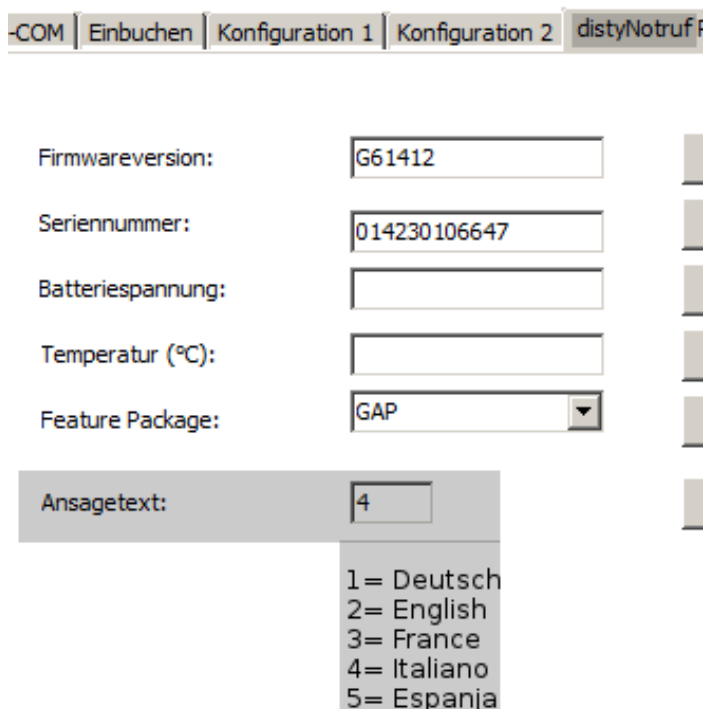 -COM Einbuchen Konfiguration 1 Konfiguration 2 distyNotruf
Firmwareversion: G61412
Seriennummer: 014230106647
Batteriespannung:
Temperatur (°C):
Feature Package: GAP
Ansagetext: 4
1= Deutsch
2= English
3= France
4= Italiano
5= Espanja